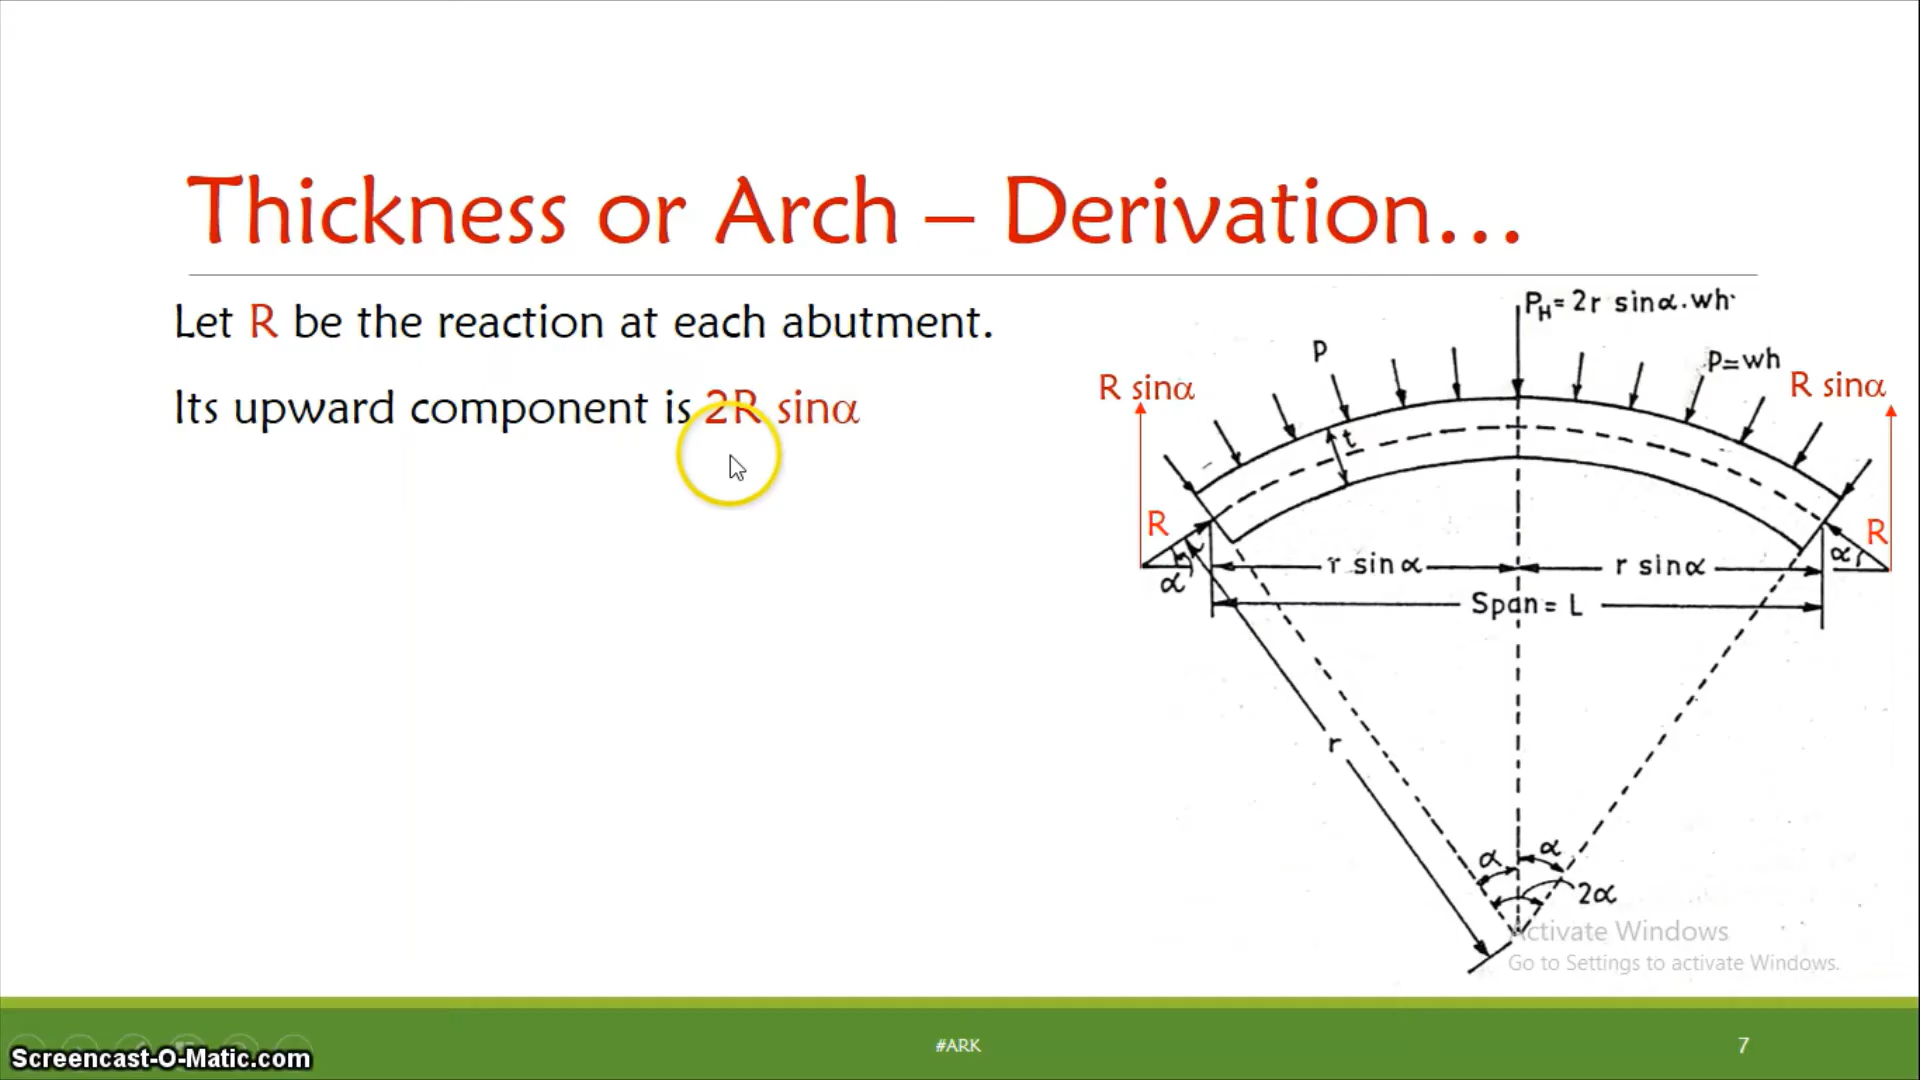 Thickness or Arch – Derivation...
Let R be the reaction at each abutment.
Its upward component is 2R sinα
P_H = 2r sinα. wh.
P
P=wh
R sinα
R sinα
t
R
R
α
α
r sinα
r sinα
Span = L
r
α
α
2α
Activate Windows
Go to Settings to activate Windows.
Screencast-O-Matic.com
#ARK
7